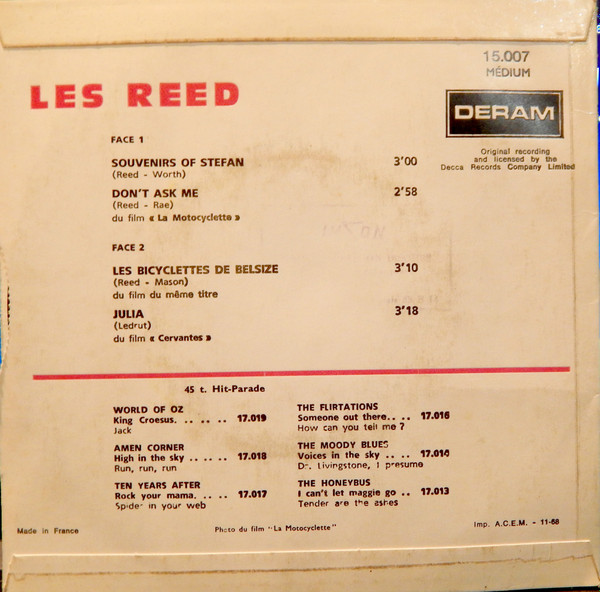 15.007
MÉDIUM
LES REED
DERAM
Original recording
and licensed by the
Decca Records Company Limited
FACE 1
SOUVENIRS OF STEFAN 3'00
(Reed - Worth)
DON'T ASK ME 2'58
(Reed - Rae)
du film « La Motocyclette »
FACE 2
LES BICYCLETTES DE BELSIZE 3'10
(Reed - Mason)
du film du même titre
JULIA 3'18
(Ledrut)
du film « Cervantes »
45 t. Hit-Parade
WORLD OF OZ
King Croesus. . . . . . 17.019
Jack
AMEN CORNER
High in the sky . . . . . 17.018
Run, run, run
TEN YEARS AFTER
Rock your mama. . . . . 17.017
Spider in your web
THE FLIRTATIONS
Someone out there. . . . 17.016
How can you tell me ?
THE MOODY BLUES
Voices in the sky . . . . 17.014
Dr. Livingstone, I presume
THE HONEYBUS
I can't let maggie go . . 17.013
Tender are the ashes
Made in France
Photo du film "La Motocyclette"
Imp. A.C.E.M. - 11-68